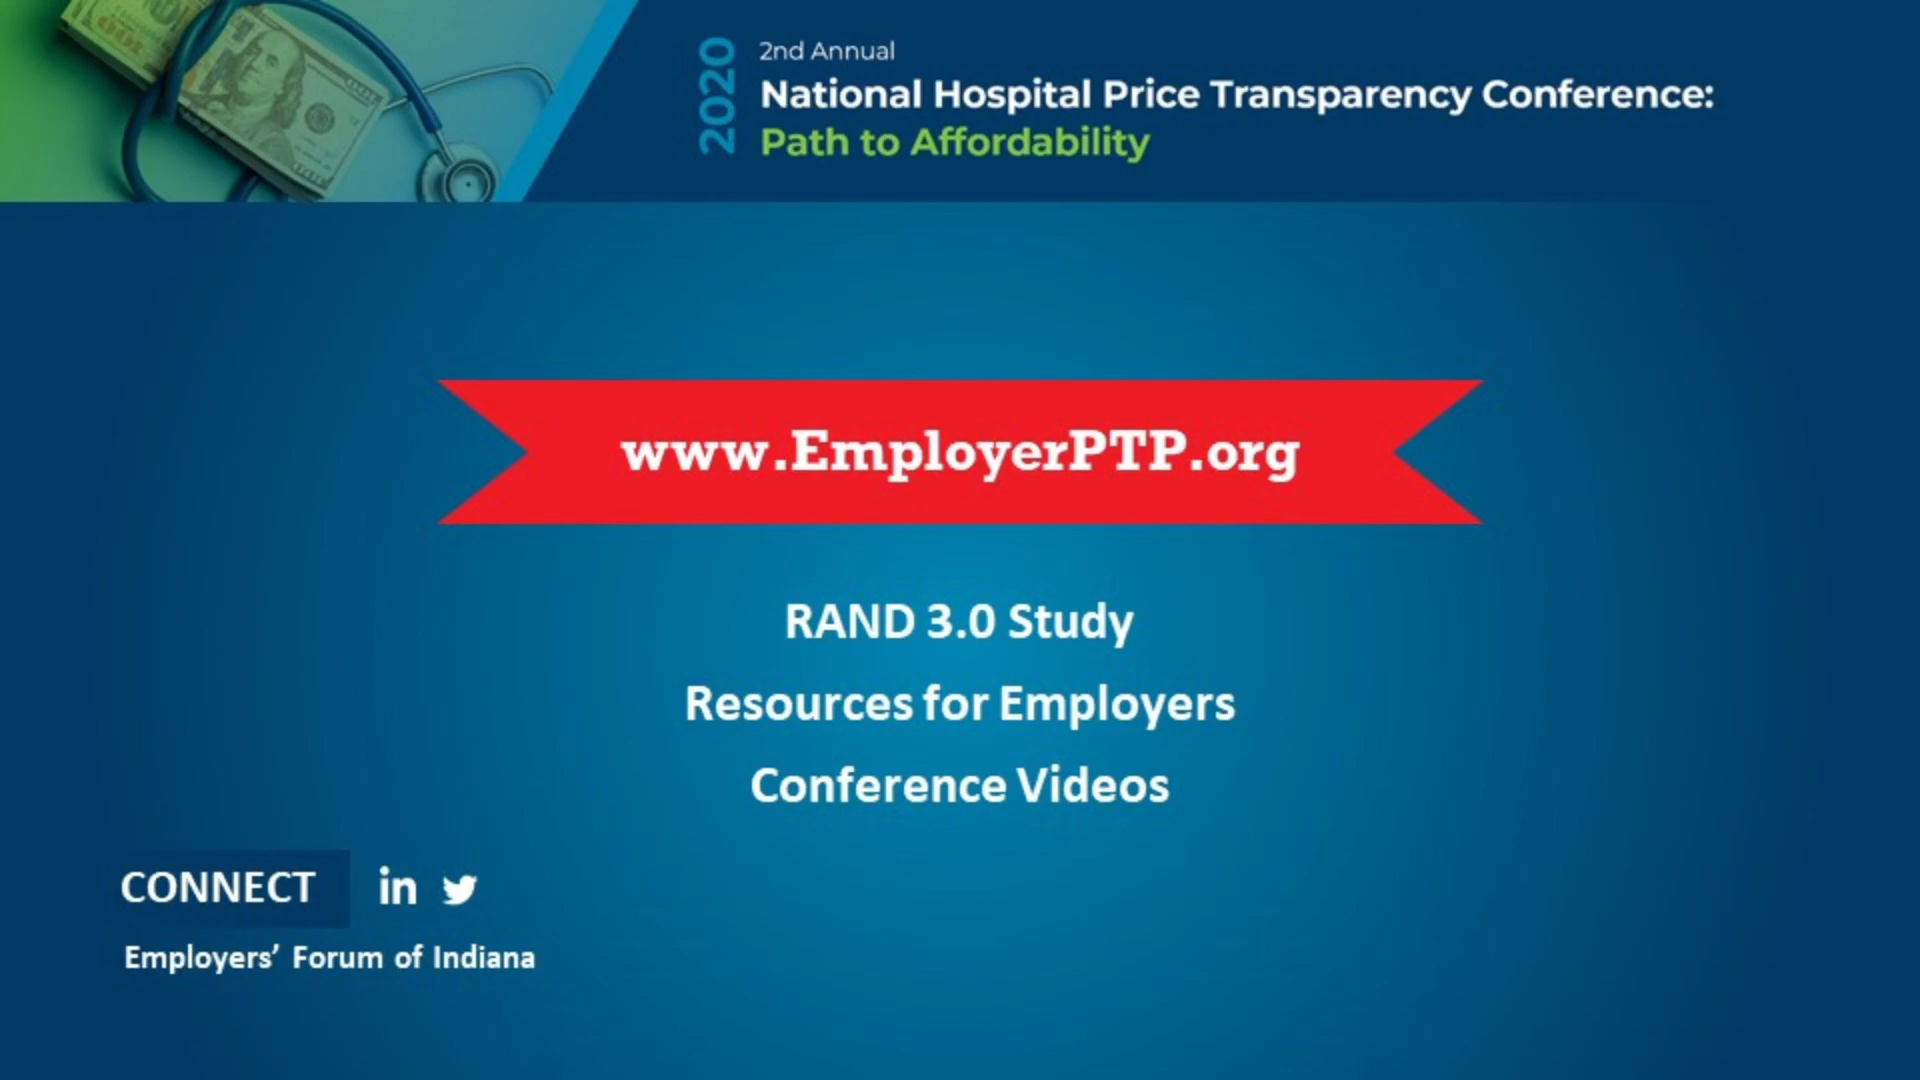 2020
2nd Annual
National Hospital Price Transparency Conference:
Path to Affordability
www.EmployerPTP.org
RAND 3.0 Study
Resources for Employers
Conference Videos
CONNECT in
Employers’ Forum of Indiana